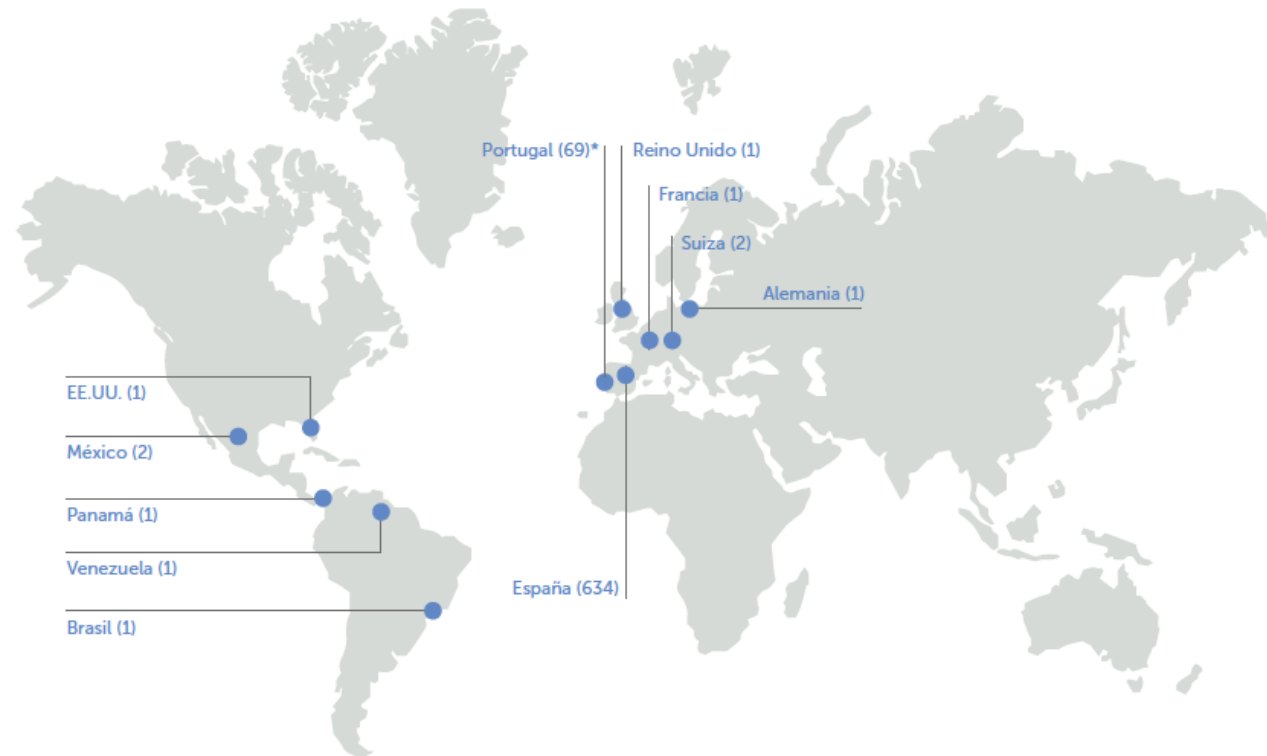 Portugal (69)*
Reino Unido (1)
Francia (1)
Suiza (2)
Alemania (1)
EE.UU. (1)
México (2)
Panamá (1)
Venezuela (1)
España (634)
Brasil (1)